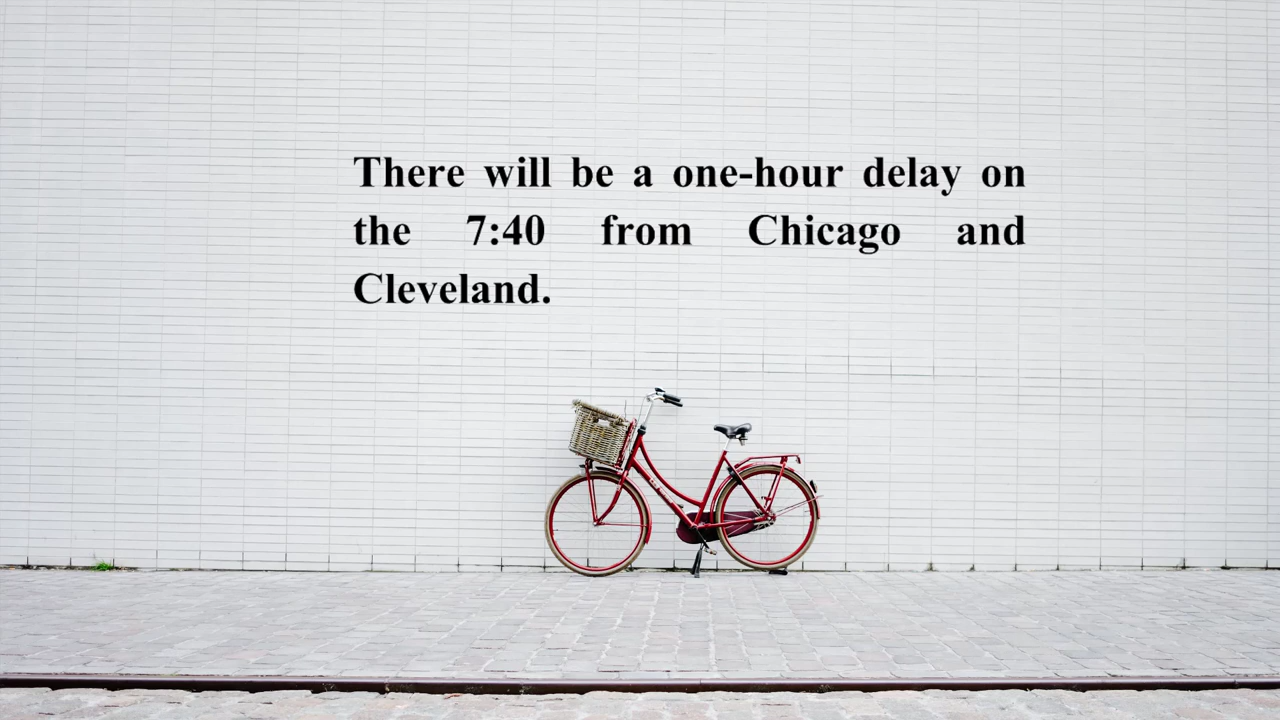 There will be a one-hour delay on
the 7:40 from Chicago and
Cleveland.